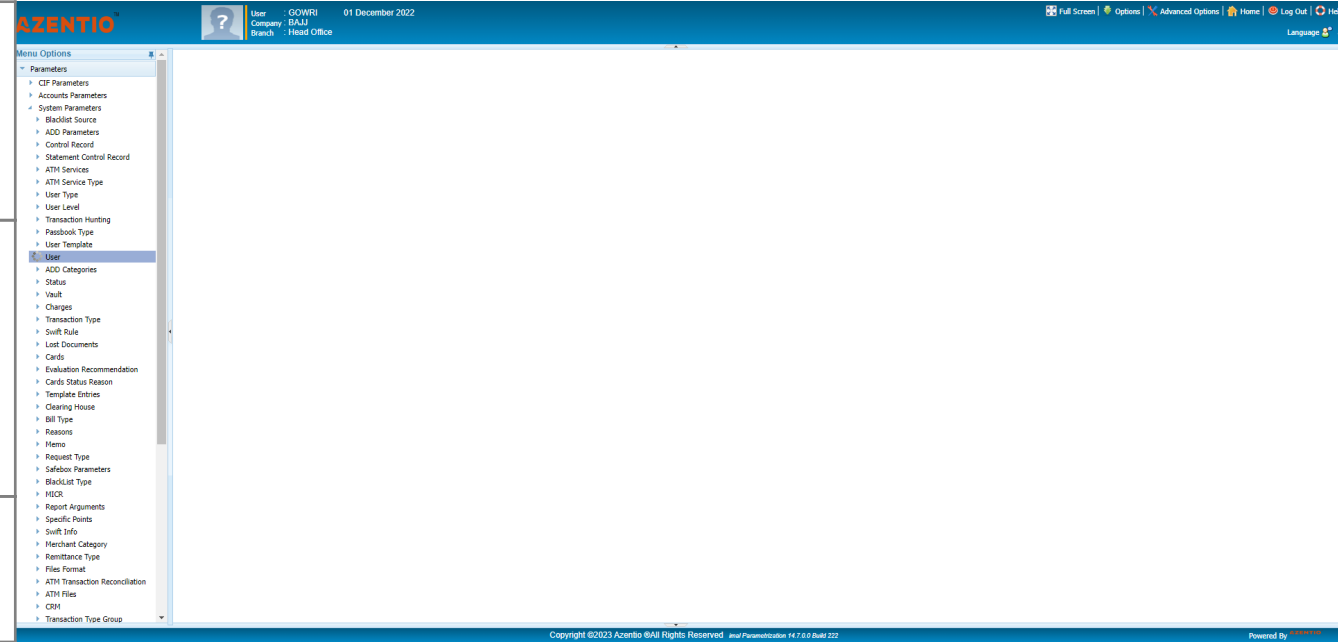 AZENTIO™
User : GOWRI 01 December 2022
Company : BAJJ
Branch : Head Office
Full Screen | Options | Advanced Options | Home | Log Out | He
Language
Menu Options
Parameters
CIF Parameters
Accounts Parameters
System Parameters
Blacklist Source
ADD Parameters
Control Record
Statement Control Record
ATM Services
ATM Service Type
User Type
User Level
Transaction Hunting
Passbook Type
User Template
User
ADD Categories
Status
Vault
Charges
Transaction Type
Swift Rule
Lost Documents
Cards
Evaluation Recommendation
Cards Status Reason
Template Entries
Clearing House
Bill Type
Reasons
Memo
Request Type
Safebox Parameters
BlackList Type
MICR
Report Arguments
Specific Points
Swift Info
Merchant Category
Remittance Type
Files Format
ATM Transaction Reconciliation
ATM Files
CRM
Transaction Type Group
Copyright ©2023 Azentio ®All Rights Reserved imal Parametrization 14.7.0.0 Build 222
Powered By AZENTIO